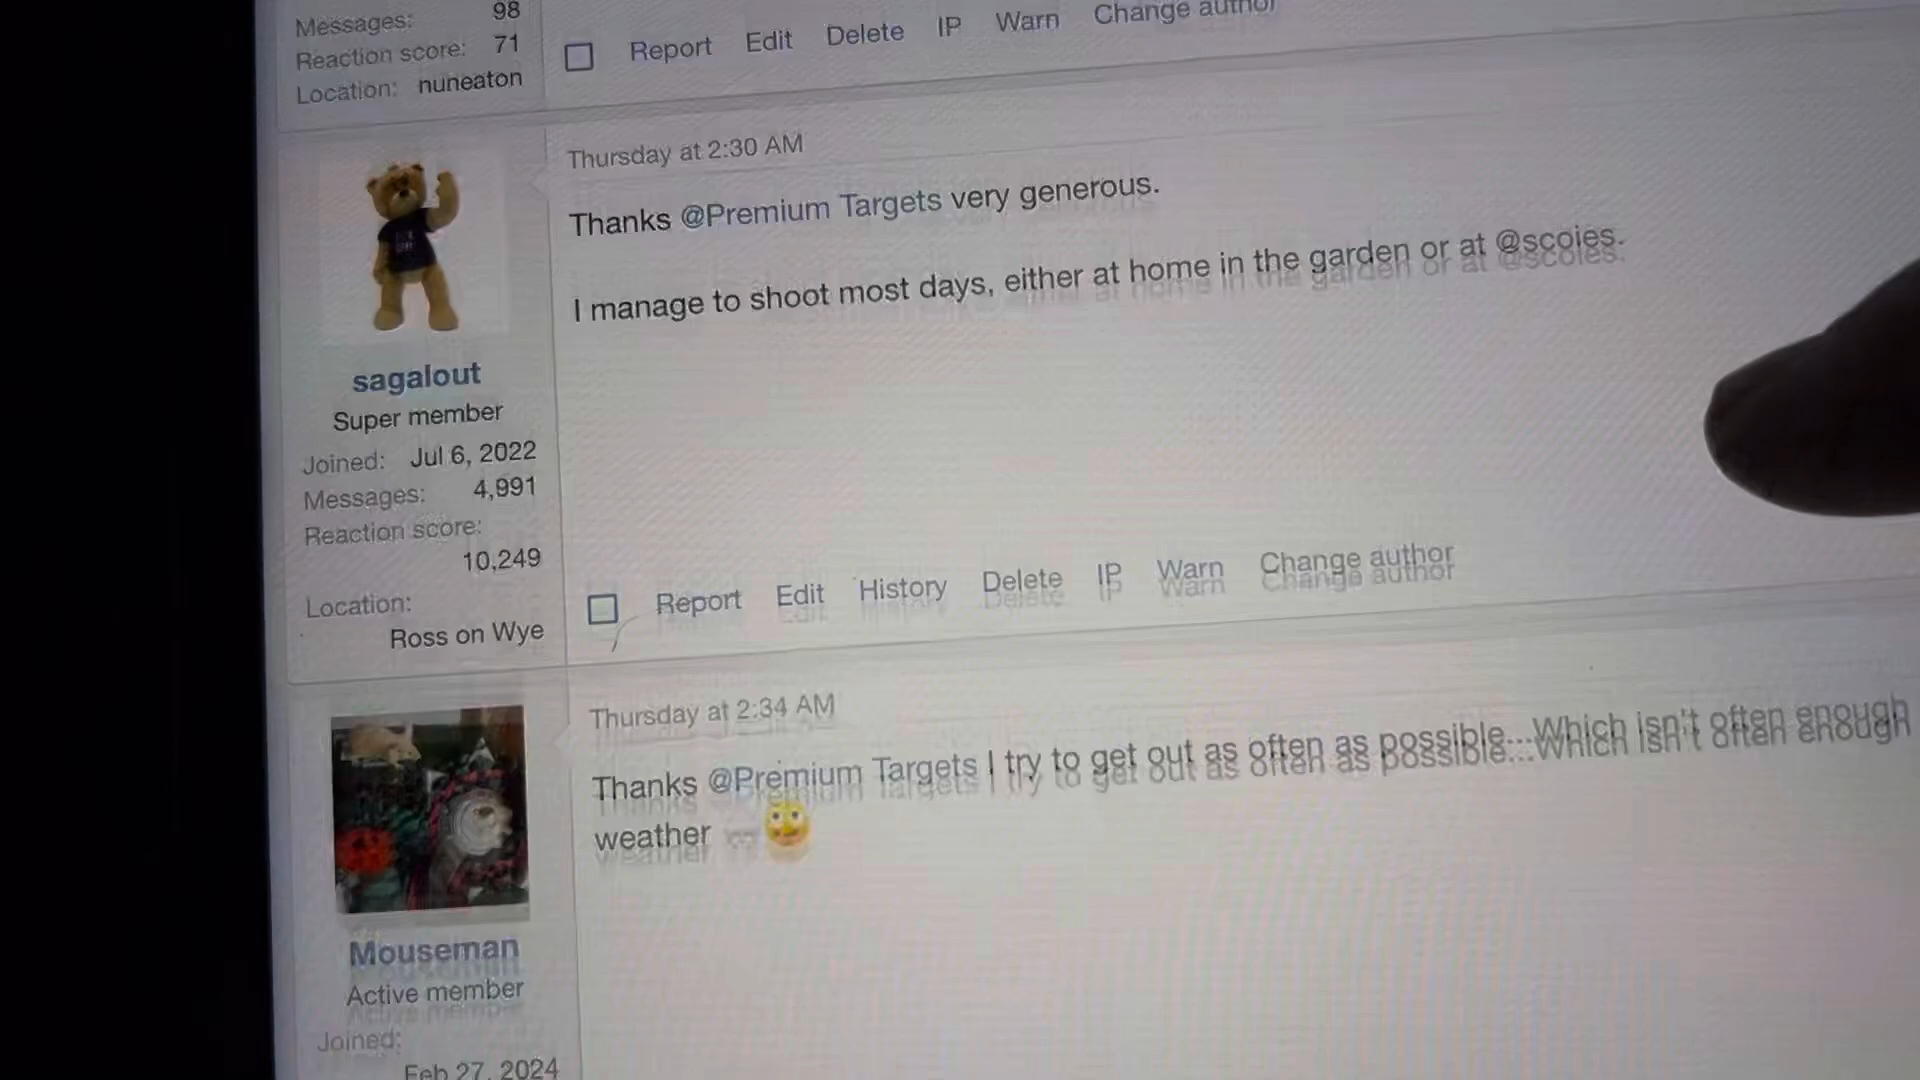 Messages: 98
Reaction score: 71
Location: nuneaton
Report Edit Delete IP Warn Change author
Thursday at 2:30 AM
Thanks @Premium Targets very generous.
I manage to shoot most days, either at home in the garden or at @scoies.
sagalout
Super member
Joined: Jul 6, 2022
Messages: 4,991
Reaction score:
10,249
Location:
Ross on Wye
Report Edit History Delete IP Warn Change author
Thursday at 2:34 AM
Thanks @Premium Targets I try to get out as often as possible...Which isn't often enough
weather
Mouseman
Active member
Joined:
Feb 27, 2024